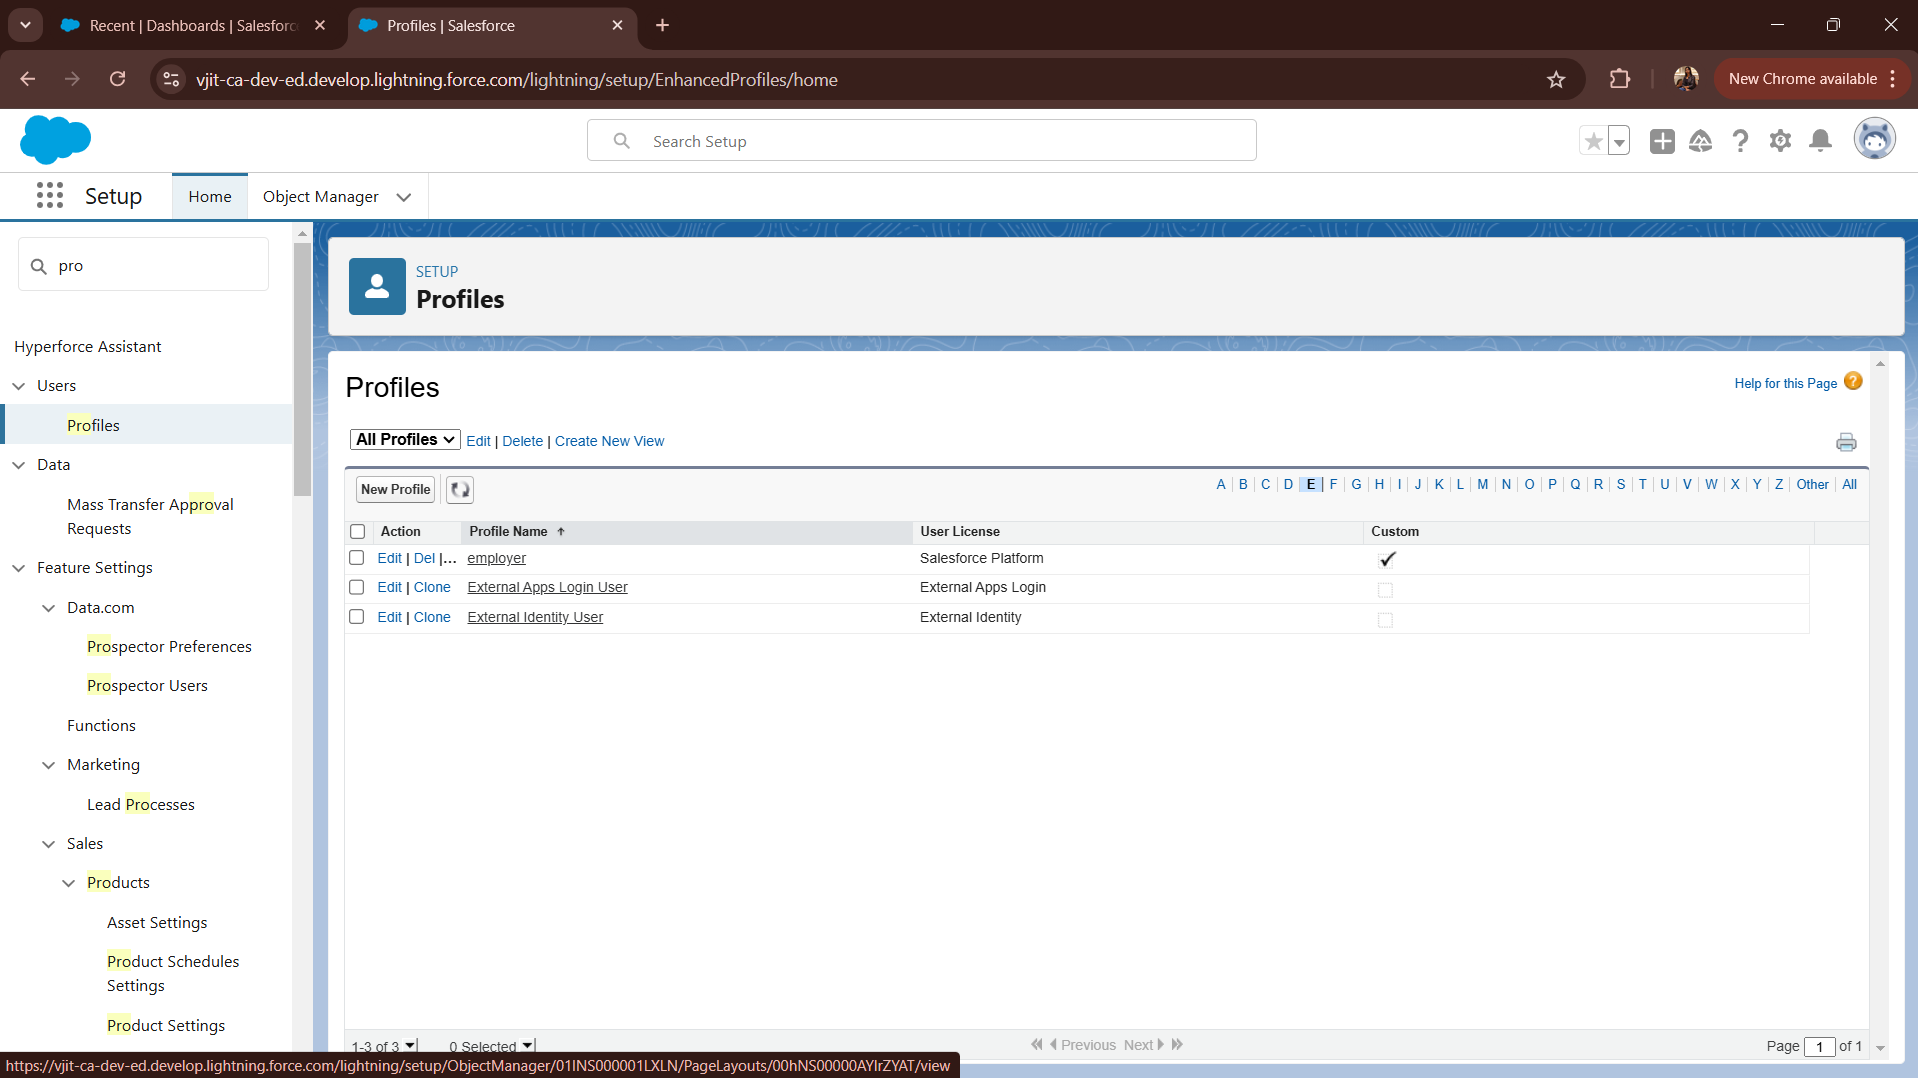 Recent | Dashboards | Salesforc
Profiles | Salesforce
vjit-ca-dev-ed.develop.lightning.force.com/lightning/setup/EnhancedProfiles/home
New Chrome available
Search Setup
Setup
Home
Object Manager
pro
Hyperforce Assistant
Users
Profiles
Data
Mass Transfer Approval
Requests
Feature Settings
Data.com
Prospector Preferences
Prospector Users
Functions
Marketing
Lead Processes
Sales
Products
Asset Settings
Product Schedules
Settings
Product Settings
SETUP
Profiles
Profiles
Help for this Page
All Profiles Edit | Delete | Create New View
New Profile
A | B | C | D | E | F | G | H | I | J | K | L | M | N | O | P | Q | R | S | T | U | V | W | X | Y | Z | Other | All
Action Profile Name User License Custom
Edit | Del |... employer Salesforce Platform
Edit | Clone External Apps Login User External Apps Login
Edit | Clone External Identity User External Identity
1-3 of 3 0 Selected Previous Next Page 1 of 1
https://vjit-ca-dev-ed.develop.lightning.force.com/lightning/setup/ObjectManager/01INS000001LXLN/PageLayouts/00hNS00000AYIrZYAT/view